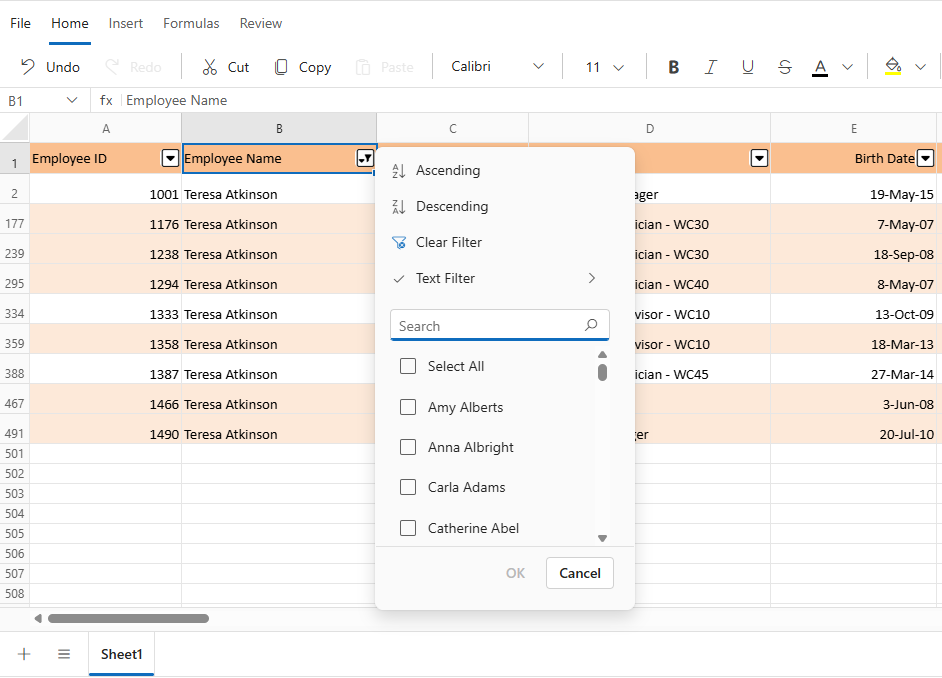 File Home Insert Formulas Review
Undo Redo Cut Copy Paste Calibri 11 B I U S A
B1 fx Employee Name
A B C D E
1 Employee ID Employee Name Birth Date
2 1001 Teresa Atkinson ager 19-May-15
177 1176 Teresa Atkinson ician - WC30 7-May-07
239 1238 Teresa Atkinson ician - WC30 18-Sep-08
295 1294 Teresa Atkinson ician - WC40 8-May-07
334 1333 Teresa Atkinson visor - WC10 13-Oct-09
359 1358 Teresa Atkinson visor - WC10 18-Mar-13
388 1387 Teresa Atkinson ician - WC45 27-Mar-14
467 1466 Teresa Atkinson 3-Jun-08
491 1490 Teresa Atkinson er 20-Jul-10
501
502
503
504
505
506
507
508
Ascending
Descending
Clear Filter
Text Filter
Search
Select All
Amy Alberts
Anna Albright
Carla Adams
Catherine Abel
OK Cancel
Sheet1